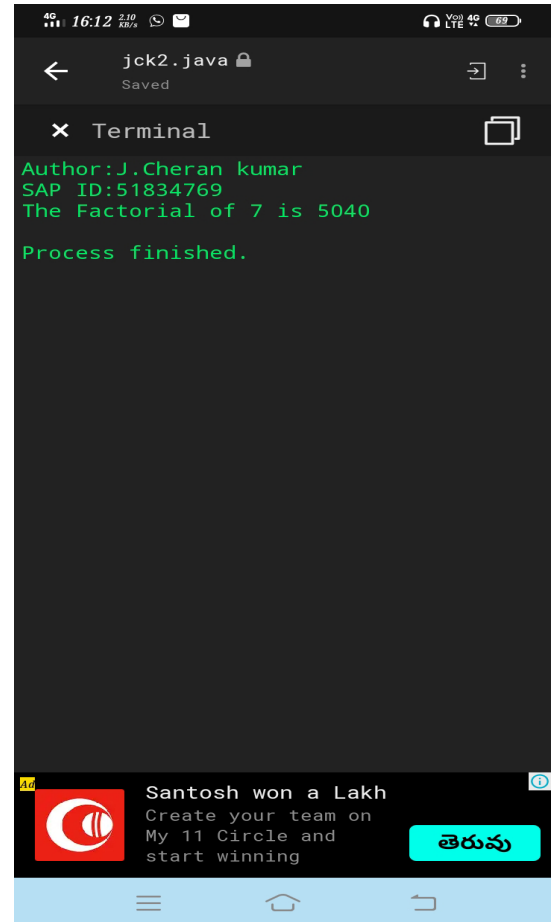 4G 16:12 2.10 KB/s Vo)) LTE 4G 69
jck2.java
Saved
× Terminal
Author:J.Cheran kumar
SAP ID:51834769
The Factorial of 7 is 5040
Process finished.
Ad
Santosh won a Lakh
Create your team on
My 11 Circle and
start winning
తెరువు